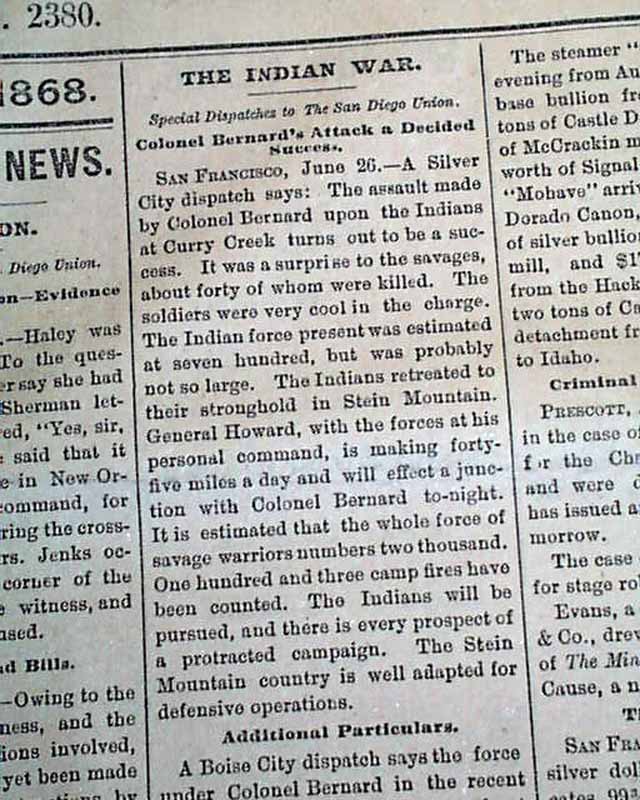 . 2380.
1868.
NEWS.
ON.
Diego Union.
on—Evidence
.—Haley was
To the ques-
er say she had
Sherman let-
ed, "Yes, sir,
said that it
e in New Or-
command, for
ring the cross-
rs. Jenks oc-
corner of the
e witness, and
ased.
d Bills.
—Owing to the
ness, and the
ions involved,
yet been made
by
THE INDIAN WAR.
Special Dispatches to The San Diego Union.
Colonel Bernard's Attack a Decided
Success.
SAN FRANCISCO, June 26.—A Silver
City dispatch says: The assault made
by Colonel Bernard upon the Indians
at Curry Creek turns out to be a suc-
cess. It was a surprise to the savages,
about forty of whom were killed. The
soldiers were very cool in the charge.
The Indian force present was estimated
at seven hundred, but was probably
not so large. The Indians retreated to
their stronghold in Stein Mountain.
General Howard, with the forces at his
personal command, is making forty-
five miles a day and will effect a junc-
tion with Colonel Bernard to-night.
It is estimated that the whole force of
savage warriors numbers two thousand.
One hundred and three camp fires have
been counted. The Indians will be
pursued, and there is every prospect of
a protracted campaign. The Stein
Mountain country is well adapted for
defensive operations.
Additional Particulars.
A Boise City dispatch says the force
under Colonel Bernard in the recent
The steamer "
evening from Au
base bullion fr
tons of Castle D
of McCrackin m
worth of Signal
"Mohave" arriv
Dorado Canon,
of silver bullion
mill, and $17
from the Hack
two tons of Ca
detachment fr
to Idaho.
Criminal
PRESCOTT,
in the case of
for the Chr
and were d
has issued a
morrow.
The case
for stage ro
Evans, a
& Co., drew
of The Min
Cause, a n
T
SAN FRA
silver doll